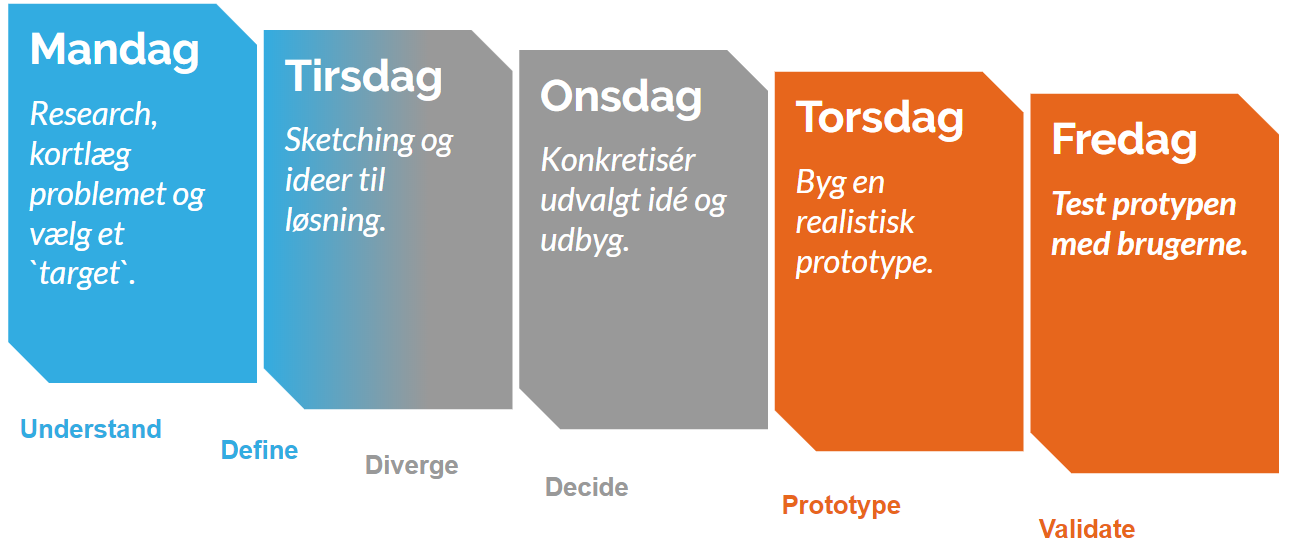 Mandag
Research,
kortlæg
problemet og
vælg et
`target`.
Tirsdag
Sketching og
ideer til
løsning.
Onsdag
Konkretisér
udvalgt idé og
udbyg.
Torsdag
Byg en
realistisk
prototype.
Fredag
Test protypen
med brugerne.
Understand
Define
Diverge
Decide
Prototype
Validate